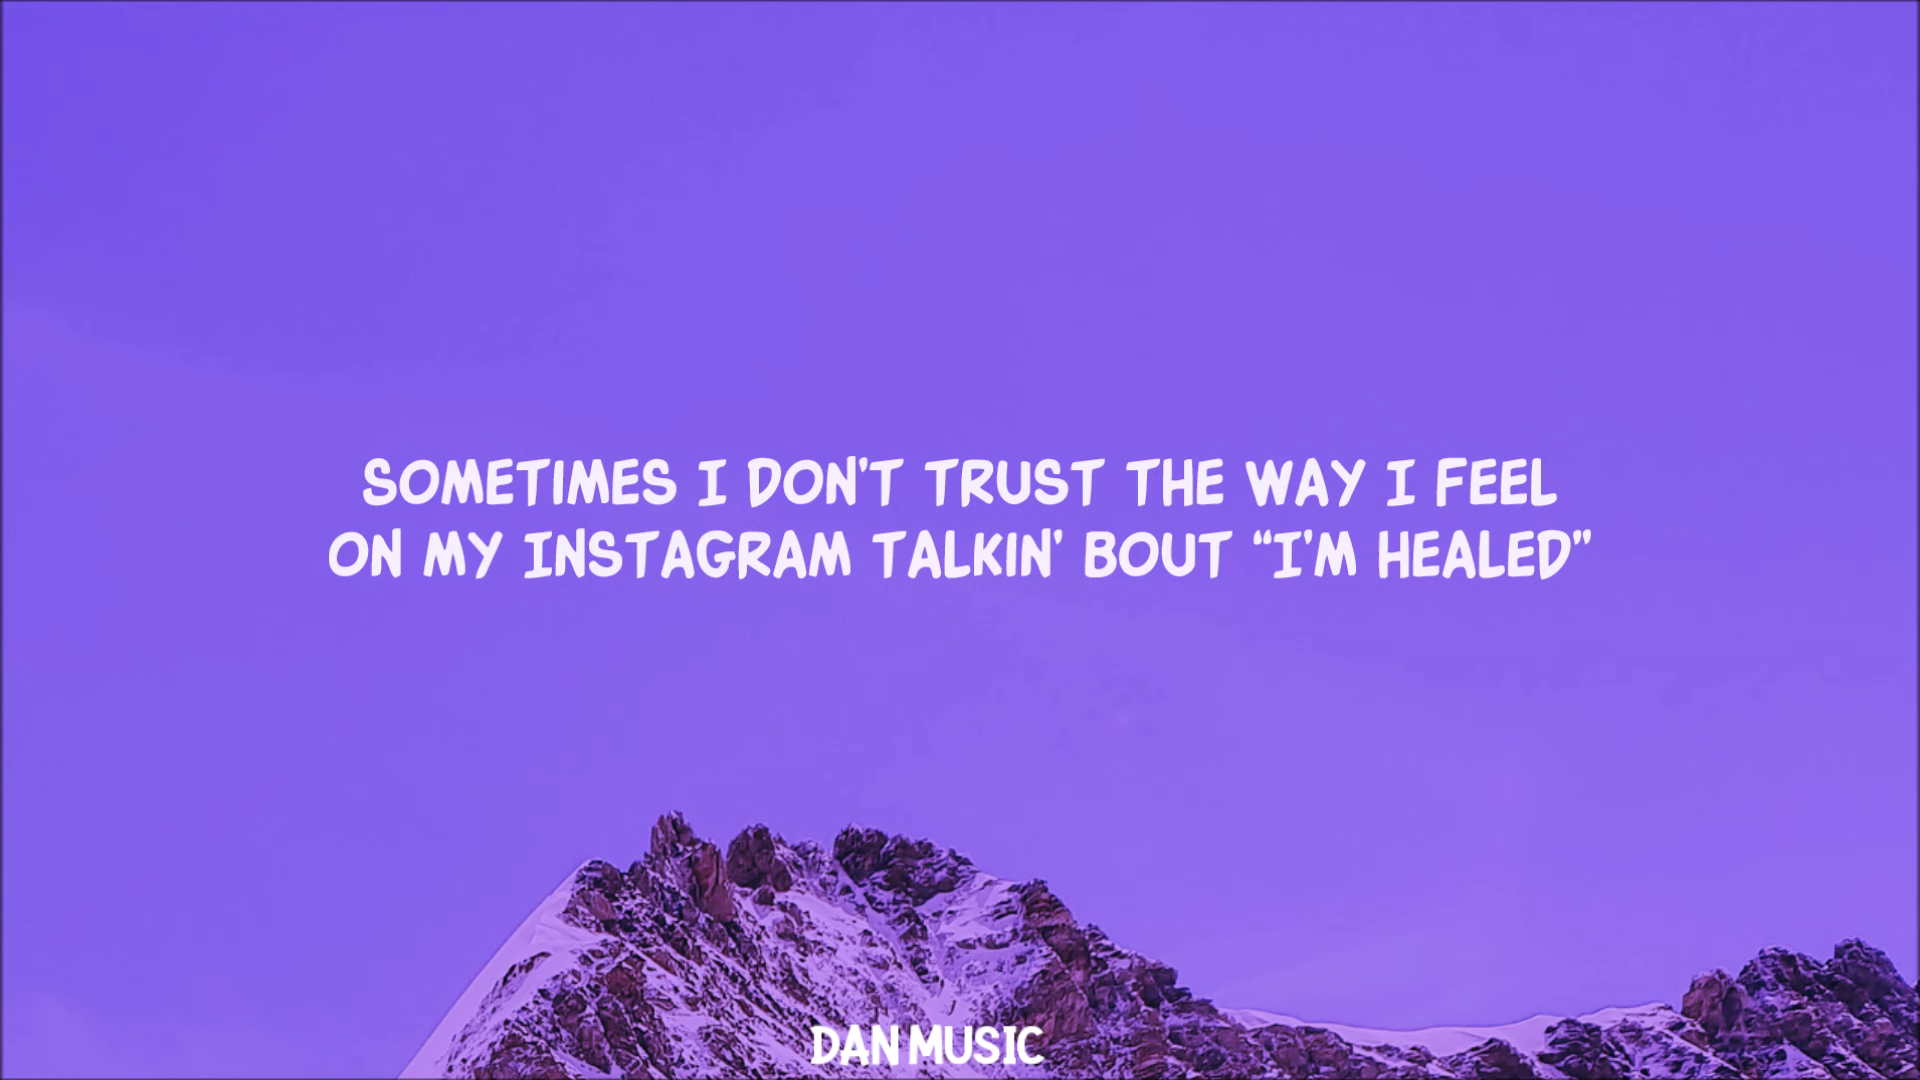 SOMETIMES I DON'T TRUST THE WAY I FEEL
ON MY INSTAGRAM TALKIN' BOUT “I'M HEALED”
DAN MUSIC